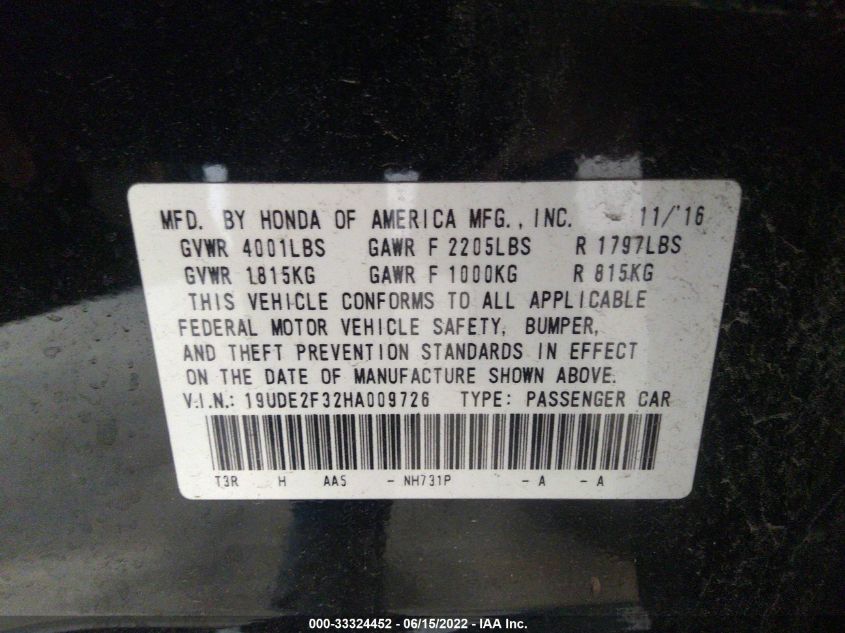 MFD. BY HONDA OF AMERICA MFG., INC. 11/'16
GVWR 4001LBS GAWR F 2205LBS R 1797LBS
GVWR 1815KG GAWR F 1000KG R 815KG
THIS VEHICLE CONFORMS TO ALL APPLICABLE
FEDERAL MOTOR VEHICLE SAFETY, BUMPER,
AND THEFT PREVENTION STANDARDS IN EFFECT
ON THE DATE OF MANUFACTURE SHOWN ABOVE.
V.I.N.: 19UDE2F32HA009726 TYPE: PASSENGER CAR
T3R H AA5 - NH731P - A - A
000-33324452 - 06/15/2022 - IAA Inc.